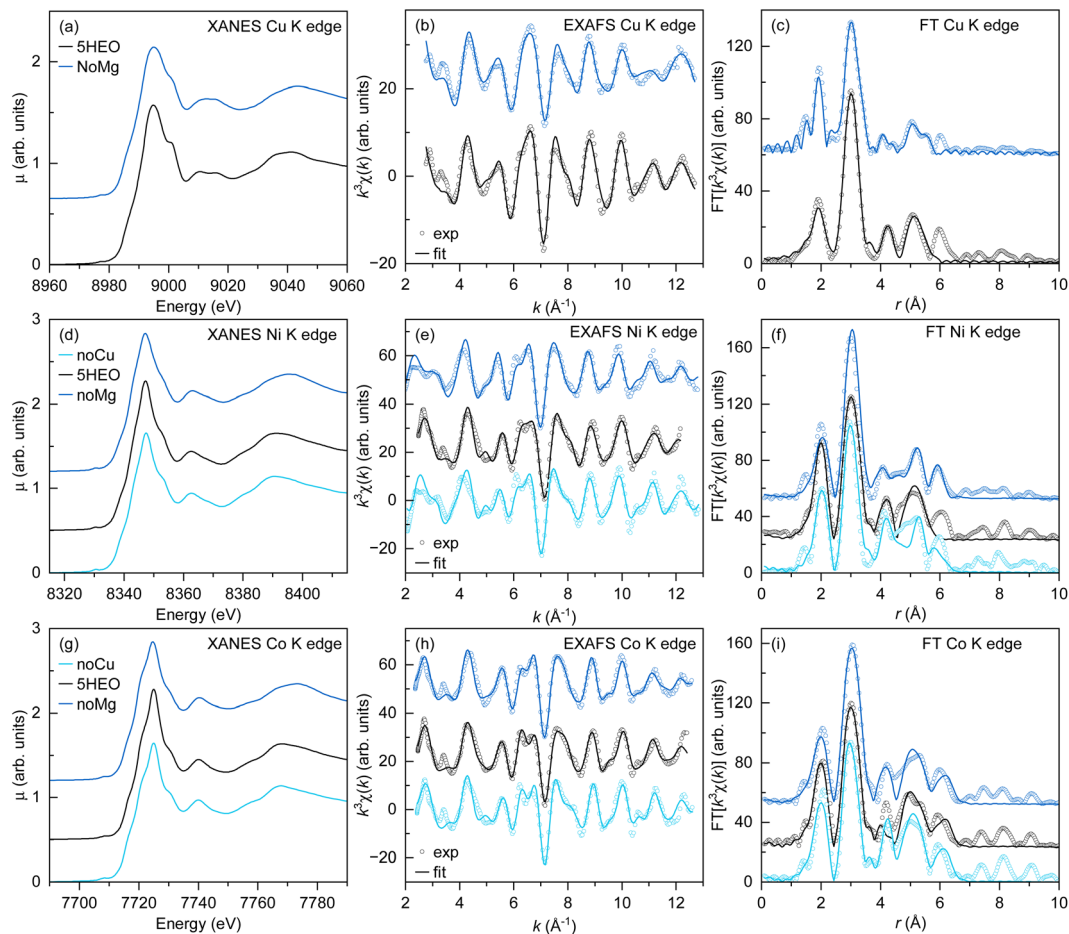 (a) XANES Cu K edge
5HEO
NoMg
μ (arb. units)
2
1
0
8960 8980 9000 9020 9040 9060
Energy (eV)
(b) EXAFS Cu K edge
k³χ(k) (arb. units)
20
0
−20
exp
fit
2 4 6 8 10 12
k (Å⁻¹)
(c) FT Cu K edge
FT[k³χ(k)] (arb. units)
120
80
40
0
0 2 4 6 8 10
r (Å)
(d) XANES Ni K edge
noCu
5HEO
noMg
μ (arb. units)
3
2
1
0
8320 8340 8360 8380 8400
Energy (eV)
(e) EXAFS Ni K edge
k³χ(k) (arb. units)
60
40
20
0
−20
exp
fit
2 4 6 8 10 12
k (Å⁻¹)
(f) FT Ni K edge
FT[k³χ(k)] (arb. units)
160
120
80
40
0
0 2 4 6 8 10
r (Å)
(g) XANES Co K edge
noCu
5HEO
noMg
μ (arb. units)
3
2
1
0
7700 7720 7740 7760 7780
Energy (eV)
(h) EXAFS Co K edge
k³χ(k) (arb. units)
60
40
20
0
−20
exp
fit
2 4 6 8 10 12
k (Å⁻¹)
(i) FT Co K edge
FT[k³χ(k)] (arb. units)
160
120
80
40
0
0 2 4 6 8 10
r (Å)